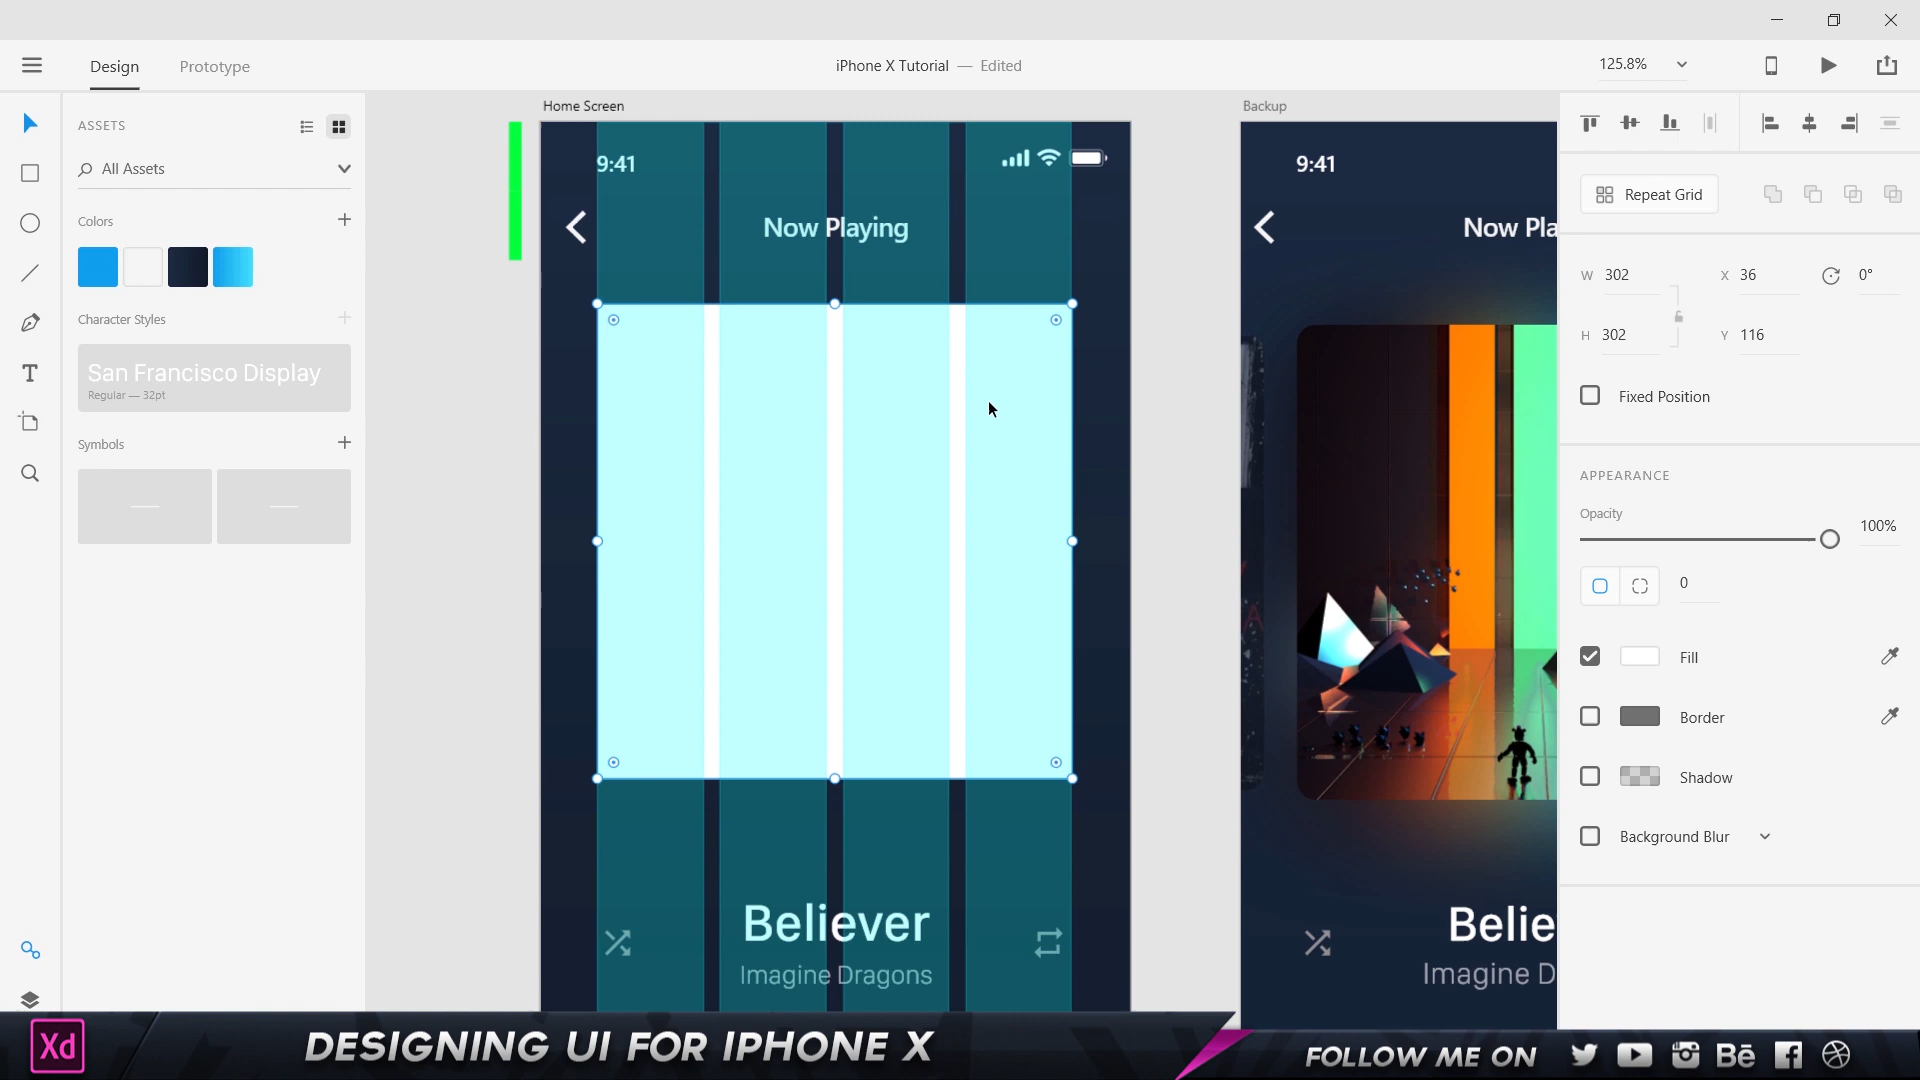 Design
Prototype
iPhone X Tutorial — Edited
125.8%
ASSETS
All Assets
Colors
Character Styles
San Francisco Display
Regular — 32pt
Symbols
Home Screen
9:41
Now Playing
Believer
Imagine Dragons
Backup
9:41
Now Pla
Belie
Imagine D
Repeat Grid
W 302
X 36
0°
H 302
Y 116
Fixed Position
APPEARANCE
Opacity
100%
0
Fill
Border
Shadow
Background Blur
Xd
DESIGNING UI FOR IPHONE X
FOLLOW ME ON
Bē